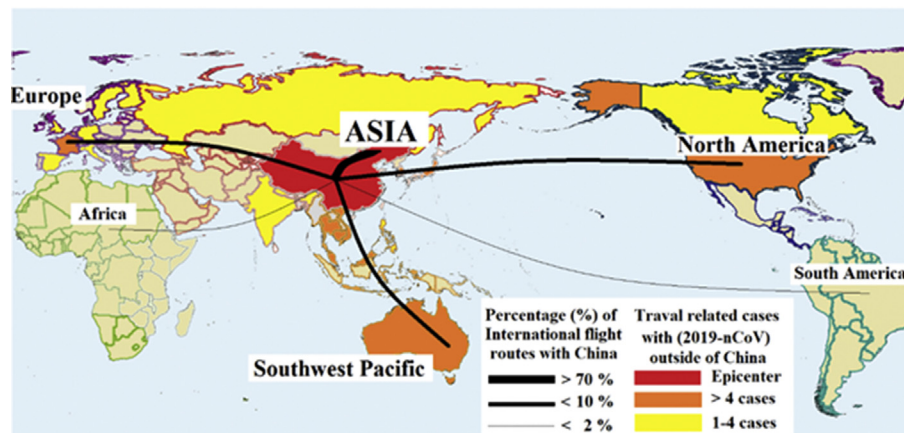 Europe
ASIA
North America
Africa
South America
Southwest Pacific
Percentage (%) of
International flight
routes with China
> 70 %
< 10 %
< 2 %
Traval related cases
with (2019-nCoV)
outside of China
Epicenter
> 4 cases
1-4 cases